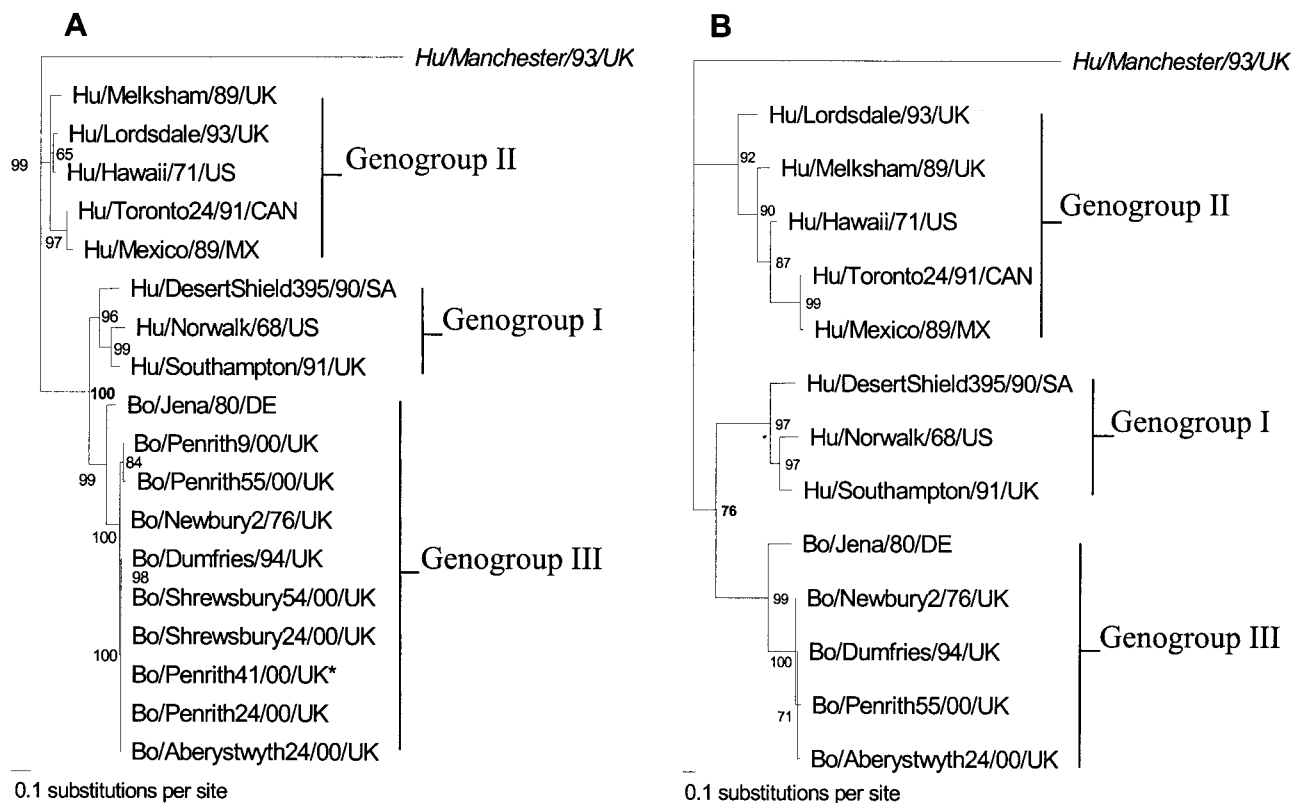 A
Hu/Manchester/93/UK
Hu/Melksham/89/UK
Hu/Lordsdale/93/UK
99
65
Genogroup II
Hu/Hawaii/71/US
Hu/Toronto24/91/CAN
97
Hu/Mexico/89/MX
Hu/DesertShield395/90/SA
96
Hu/Norwalk/68/US
Genogroup I
99
Hu/Southampton/91/UK
100
Bo/Jena/80/DE
Bo/Penrith9/00/UK
84
99
Bo/Penrith55/00/UK
Bo/Newbury2/76/UK
100
Bo/Dumfries/94/UK
Genogroup III
98
Bo/Shrewsbury54/00/UK
Bo/Shrewsbury24/00/UK
100
Bo/Penrith41/00/UK*
Bo/Penrith24/00/UK
Bo/Aberystwyth24/00/UK
0.1 substitutions per site
B
Hu/Manchester/93/UK
Hu/Lordsdale/93/UK
92
Hu/Melksham/89/UK
90
Genogroup II
Hu/Hawaii/71/US
87
Hu/Toronto24/91/CAN
99
Hu/Mexico/89/MX
Hu/DesertShield395/90/SA
97
Genogroup I
Hu/Norwalk/68/US
97
Hu/Southampton/91/UK
76
Bo/Jena/80/DE
99
Bo/Newbury2/76/UK
Genogroup III
Bo/Dumfries/94/UK
100
Bo/Penrith55/00/UK
71
Bo/Aberystwyth24/00/UK
0.1 substitutions per site